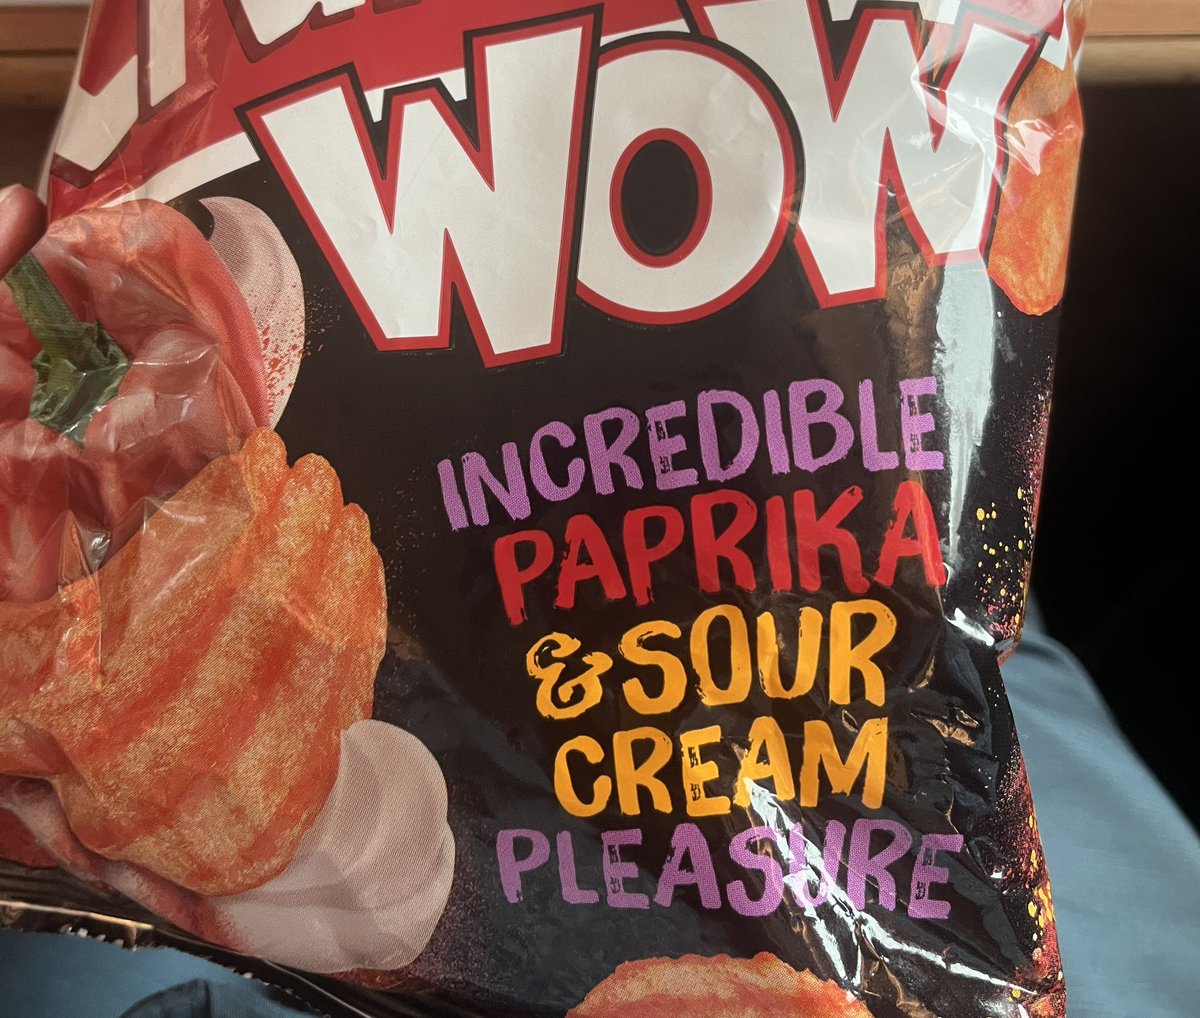 WOW
INCREDIBLE
PAPRIKA
& SOUR
CREAM
PLEASURE